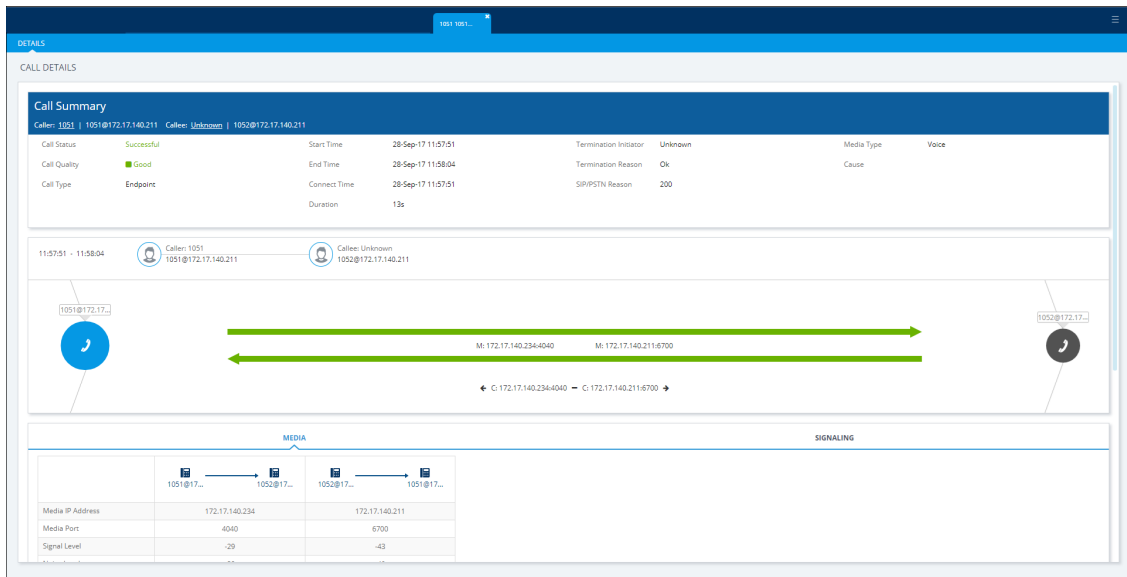 1051 1051...
DETAILS
CALL DETAILS
Call Summary
Caller: 1051 | 1051@172.17.140.211 Callee: Unknown | 1052@172.17.140.211
Call Status Successful Start Time 28-Sep-17 11:57:51 Termination Initiator Unknown Media Type Voice
Call Quality Good End Time 28-Sep-17 11:58:04 Termination Reason Ok Cause
Call Type Endpoint Connect Time 28-Sep-17 11:57:51 SIP/PSTN Reason 200
Duration 13s
11:57:51 - 11:58:04
Caller: 1051
1051@172.17.140.211
Callee: Unknown
1052@172.17.140.211
1051@172.17...
1052@172.17...
M: 172.17.140.234:4040 M: 172.17.140.211:6700
C: 172.17.140.234:4040 – C: 172.17.140.211:6700
MEDIA SIGNALING
1051@17... 1052@17... 1052@17... 1051@17...
Media IP Address 172.17.140.234 172.17.140.211
Media Port 4040 6700
Signal Level -29 -43